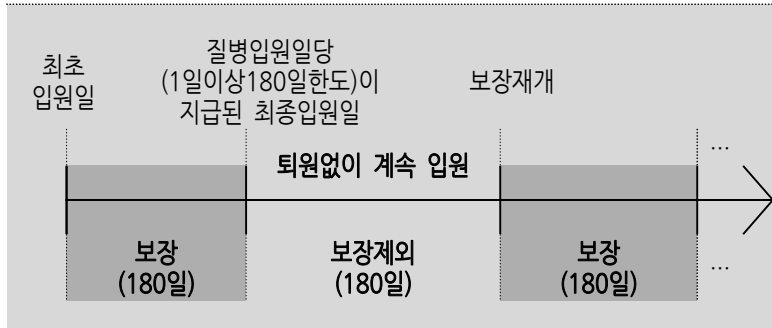 최초
입원일
질병입원일당
(1일이상180일한도)이
지급된 최종입원일
보장재개
퇴원없이 계속 입원
…
보장
(180일)
보장제외
(180일)
보장
(180일)
…